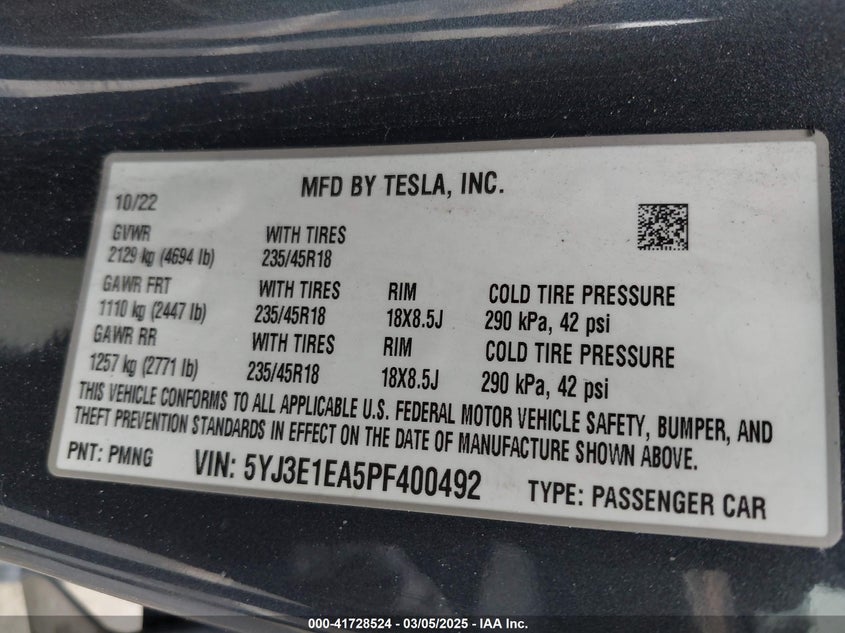 MFD BY TESLA, INC.
10/22
GVWR WITH TIRES
2129 kg (4694 lb) 235/45R18
GAWR FRT WITH TIRES RIM COLD TIRE PRESSURE
1110 kg (2447 lb) 235/45R18 18X8.5J 290 kPa, 42 psi
GAWR RR WITH TIRES RIM COLD TIRE PRESSURE
1257 kg (2771 lb) 235/45R18 18X8.5J 290 kPa, 42 psi
THIS VEHICLE CONFORMS TO ALL APPLICABLE U.S. FEDERAL MOTOR VEHICLE SAFETY, BUMPER, AND
THEFT PREVENTION STANDARDS IN EFFECT ON THE DATE OF MANUFACTURE SHOWN ABOVE.
PNT: PMNG VIN: 5YJ3E1EA5PF400492 TYPE: PASSENGER CAR
000-41728524 — 03/05/2025 — IAA Inc.